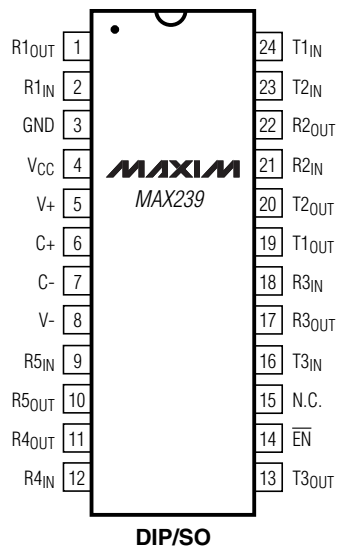 R1OUT 1 24 T1IN
R1IN 2 23 T2IN
GND 3 22 R2OUT
VCC 4 MAXIM 21 R2IN
V+ 5 MAX239 20 T2OUT
C+ 6 19 T1OUT
C- 7 18 R3IN
V- 8 17 R3OUT
R5IN 9 16 T3IN
R5OUT 10 15 N.C.
R4OUT 11 14 E̅N̅
R4IN 12 13 T3OUT
DIP/SO